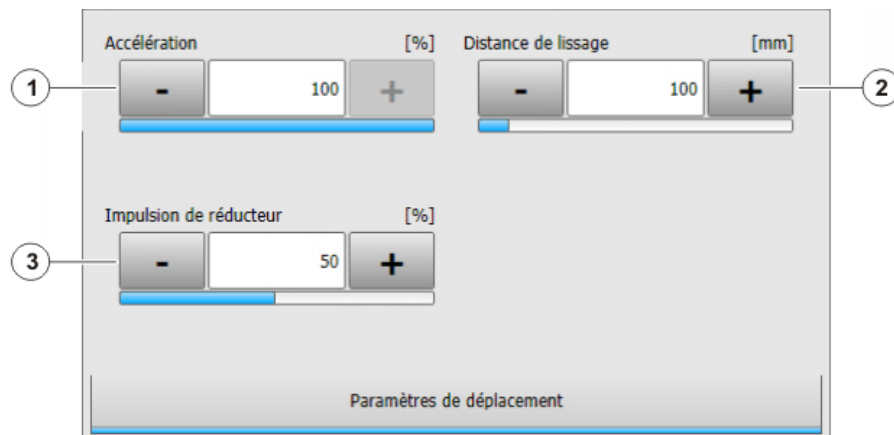 Accélération [%] Distance de lissage [mm]
1 - 100 + - 100 + 2
Impulsion de réducteur [%]
3 - 50 +
Paramètres de déplacement